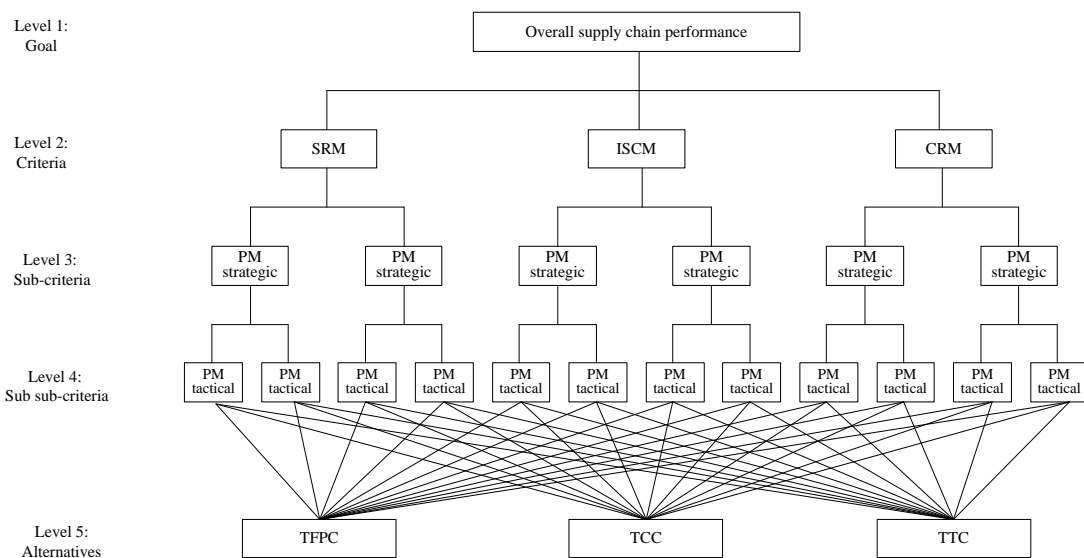 Level 1:
Goal
Overall supply chain performance
Level 2:
Criteria
SRM
ISCM
CRM
Level 3:
Sub-criteria
PM
strategic
PM
strategic
PM
strategic
PM
strategic
PM
strategic
PM
strategic
Level 4:
Sub sub-criteria
PM
tactical
PM
tactical
PM
tactical
PM
tactical
PM
tactical
PM
tactical
PM
tactical
PM
tactical
PM
tactical
PM
tactical
PM
tactical
PM
tactical
Level 5:
Alternatives
TFPC
TCC
TTC